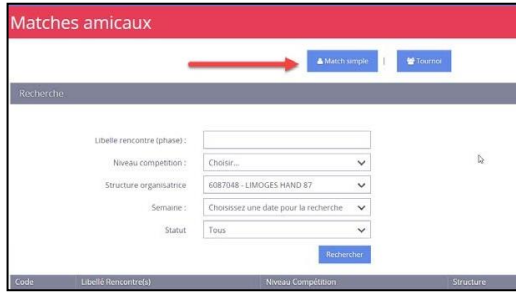 Matches amicaux
Match simple | Tournoi
Recherche
Libelle rencontre (phase) :
Niveau competition : Choisir...
Structure organisatrice 6087048 - LIMOGES HAND 87
Semaine : Choisissez une date pour la recherche
Statut Tous
Rechercher
Code Libellé Rencontre(s) Niveau Compétition Structure